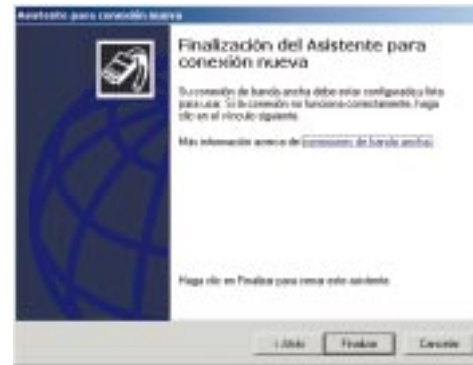 Asistente para conexión nueva
Finalización del Asistente para
conexión nueva
Su conexión de banda ancha debe estar configurada y lista
para usar. Si la conexión no funciona correctamente, haga
clic en el vínculo siguiente.
Más información acerca de conexiones de banda ancha.
Haga clic en Finalizar para cerrar este asistente.
< Atrás
Finalizar
Cancelar